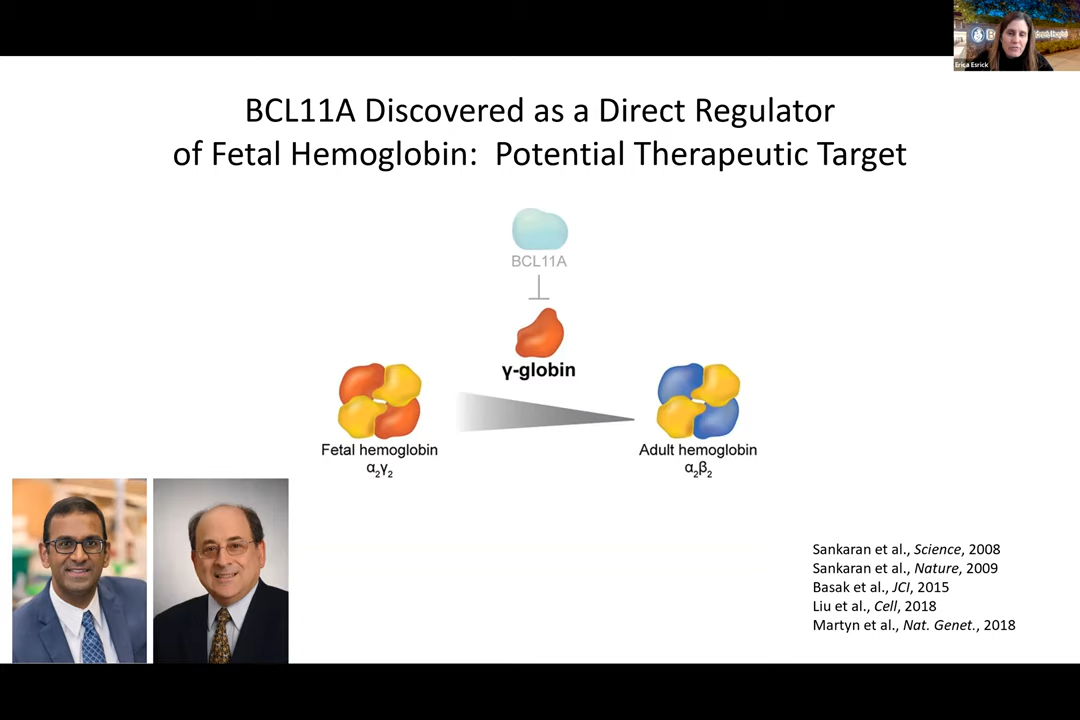 Erica Esrick
BCL11A Discovered as a Direct Regulator
of Fetal Hemoglobin: Potential Therapeutic Target
BCL11A
γ-globin
Fetal hemoglobin
α2γ2
Adult hemoglobin
α2β2
Sankaran et al., Science, 2008
Sankaran et al., Nature, 2009
Basak et al., JCI, 2015
Liu et al., Cell, 2018
Martyn et al., Nat. Genet., 2018